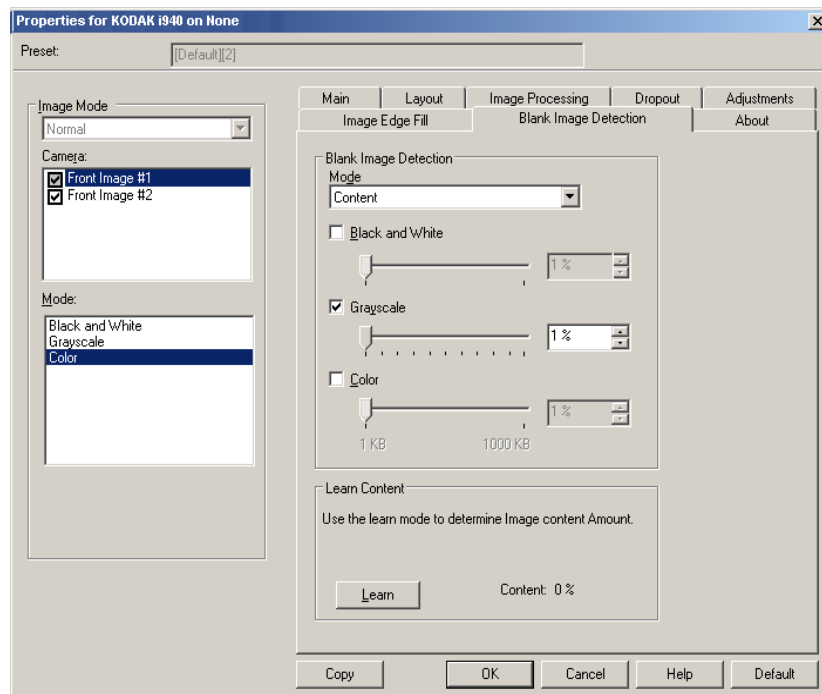 Properties for KODAK i940 on None
Preset:
[Default][2]
Image Mode
Normal
Camera:
Front Image #1
Front Image #2
Mode:
Black and White
Grayscale
Color
Main
Layout
Image Processing
Dropout
Adjustments
Image Edge Fill
Blank Image Detection
About
Blank Image Detection
Mode
Content
Black and White
1 %
Grayscale
1 %
Color
1 %
1 KB
1000 KB
Learn Content
Use the learn mode to determine Image content Amount.
Learn
Content: 0 %
Copy
OK
Cancel
Help
Default